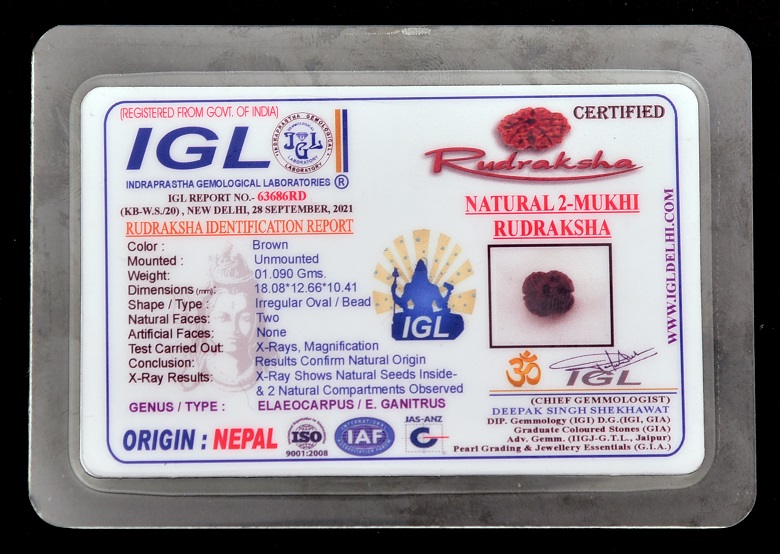 (REGISTERED FROM GOVT. OF INDIA)
IGL
INDRAPRASTHA GEMOLOGICAL LABORATORY
INDRAPRASTHA GEMOLOGICAL LABORATORIES ®
IGL REPORT NO.- 63686RD
(KB-W.S./20) , NEW DELHI, 28 SEPTEMBER, 2021
RUDRAKSHA IDENTIFICATION REPORT
Color : Brown
Mounted : Unmounted
Weight: 01.090 Gms.
Dimensions (mm): 18.08*12.66*10.41
Shape / Type : Irregular Oval / Bead
Natural Faces: Two
Artificial Faces: None
Test Carried Out: X-Rays, Magnification
Conclusion: Results Confirm Natural Origin
X-Ray Results: X-Ray Shows Natural Seeds Inside-
& 2 Natural Compartments Observed
GENUS / TYPE : ELAEOCARPUS / E. GANITRUS
ORIGIN : NEPAL
ISO
9001:2008
IAF
JAS-ANZ
IGL
CERTIFIED
Rudraksha
NATURAL 2-MUKHI
RUDRAKSHA
WWW.IGLDELHI.COM
ॐ
IGL
(CHIEF GEMMOLOGIST)
DEEPAK SINGH SHEKHAWAT
DIP. Gemmology (IGI) D.G.(IGI, GIA)
Graduate Coloured Stones (GIA)
Adv. Gemm. (IIGJ-G.T.L., Jaipur)
Pearl Grading & Jewellery Essentials (G.I.A.)